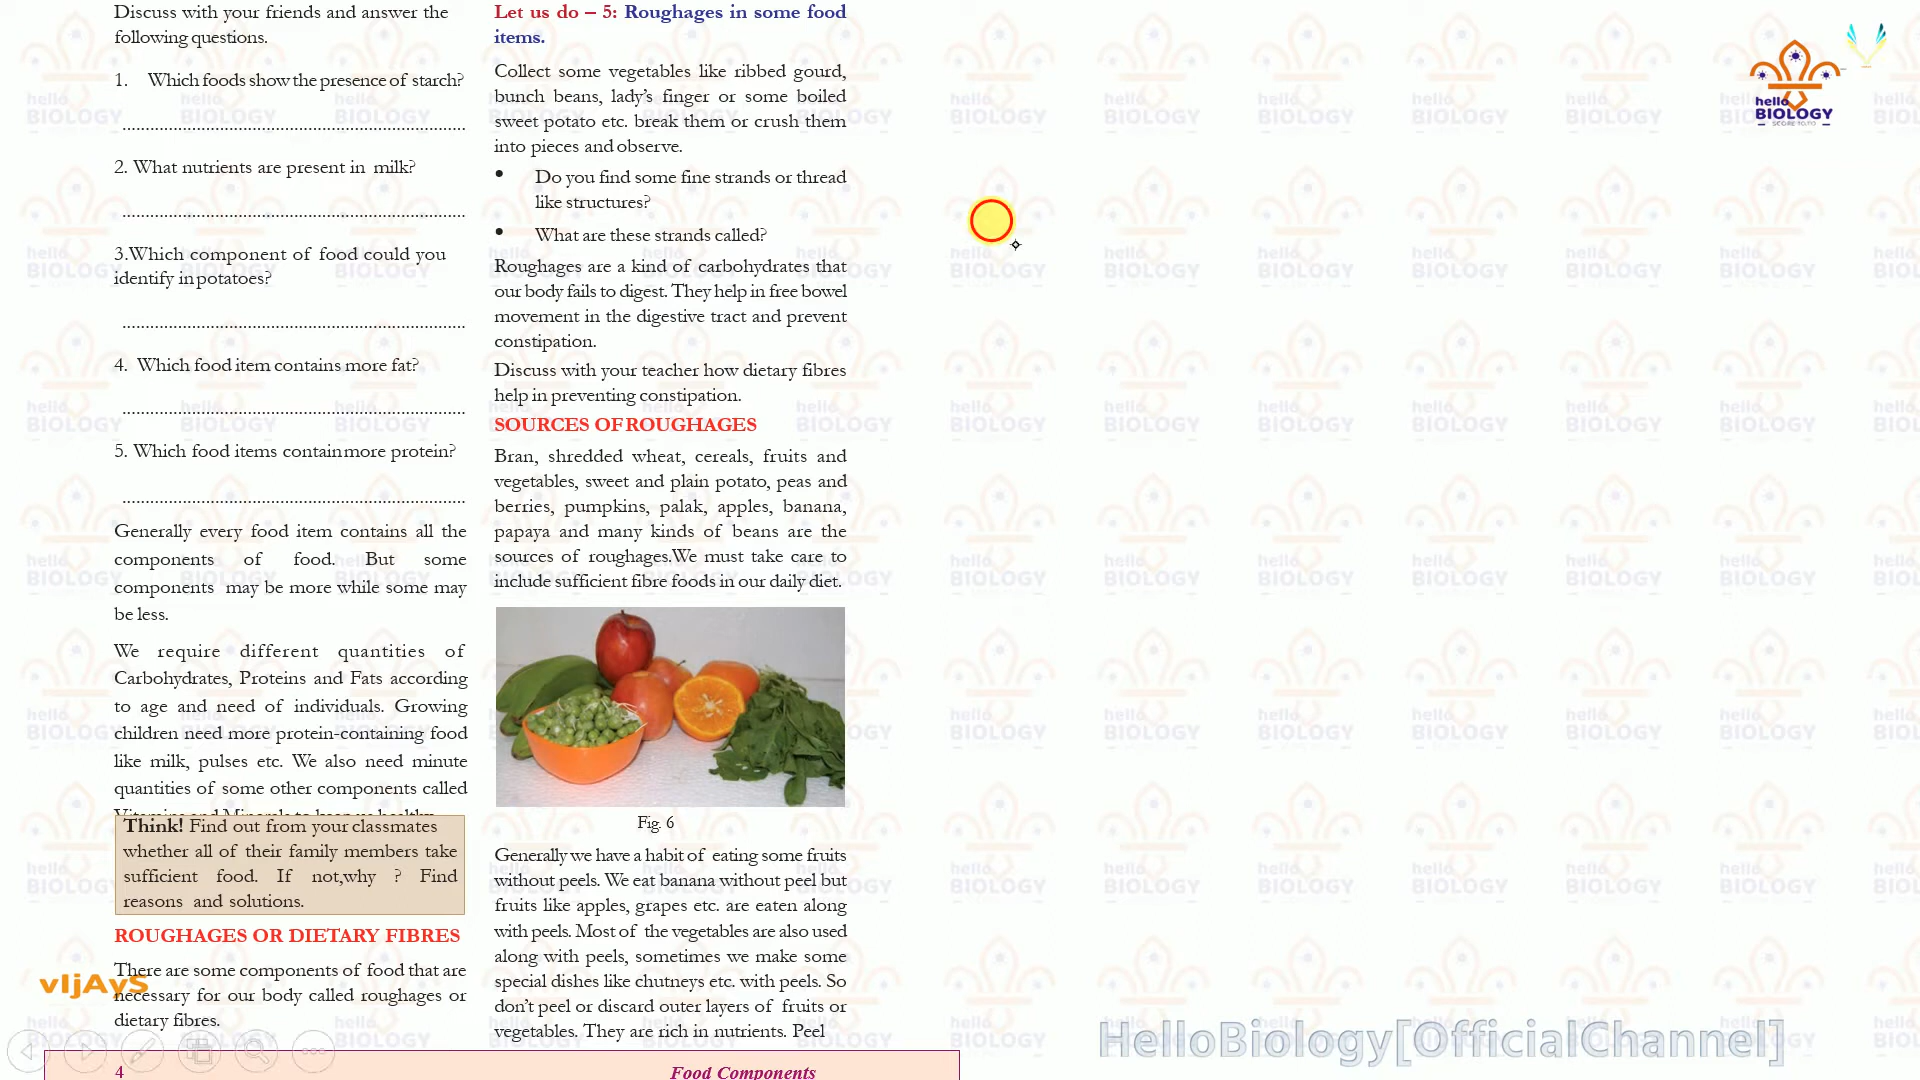 Discuss with your friends and answer the
following questions.
1. Which foods show the presence of starch?
2. What nutrients are present in milk?
3.Which component of food could you
identify in potatoes?
4. Which food item contains more fat?
5. Which food items contain more protein?
Generally every food item contains all the
components of food. But some
components may be more while some may
be less.
We require different quantities of
Carbohydrates, Proteins and Fats according
to age and need of individuals. Growing
children need more protein-containing food
like milk, pulses etc. We also need minute
quantities of some other components called
Think! Find out from your classmates
whether all of their family members take
sufficient food. If not,why ? Find
reasons and solutions.
ROUGHAGES OR DIETARY FIBRES
There are some components of food that are
necessary for our body called roughages or
dietary fibres.
vIjAyS
4
Let us do – 5: Roughages in some food
items.
Collect some vegetables like ribbed gourd,
bunch beans, lady's finger or some boiled
sweet potato etc. break them or crush them
into pieces and observe.
• Do you find some fine strands or thread
like structures?
• What are these strands called?
Roughages are a kind of carbohydrates that
our body fails to digest. They help in free bowel
movement in the digestive tract and prevent
constipation.
Discuss with your teacher how dietary fibres
help in preventing constipation.
SOURCES OF ROUGHAGES
Bran, shredded wheat, cereals, fruits and
vegetables, sweet and plain potato, peas and
berries, pumpkins, palak, apples, banana,
papaya and many kinds of beans are the
sources of roughages.We must take care to
include sufficient fibre foods in our daily diet.
Fig. 6
Generally we have a habit of eating some fruits
without peels. We eat banana without peel but
fruits like apples, grapes etc. are eaten along
with peels. Most of the vegetables are also used
along with peels, sometimes we make some
special dishes like chutneys etc. with peels. So
don't peel or discard outer layers of fruits or
vegetables. They are rich in nutrients. Peel
Food Components
hello
BIOLOGY
HelloBiology[OfficialChannel]